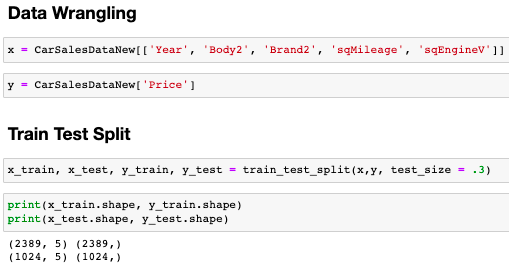 Data Wrangling
x = CarSalesDataNew[['Year', 'Body2', 'Brand2', 'sqMileage', 'sqEngineV']]
y = CarSalesDataNew['Price']
Train Test Split
x_train, x_test, y_train, y_test = train_test_split(x,y, test_size = .3)
print(x_train.shape, y_train.shape)
print(x_test.shape, y_test.shape)
(2389, 5) (2389,)
(1024, 5) (1024,)